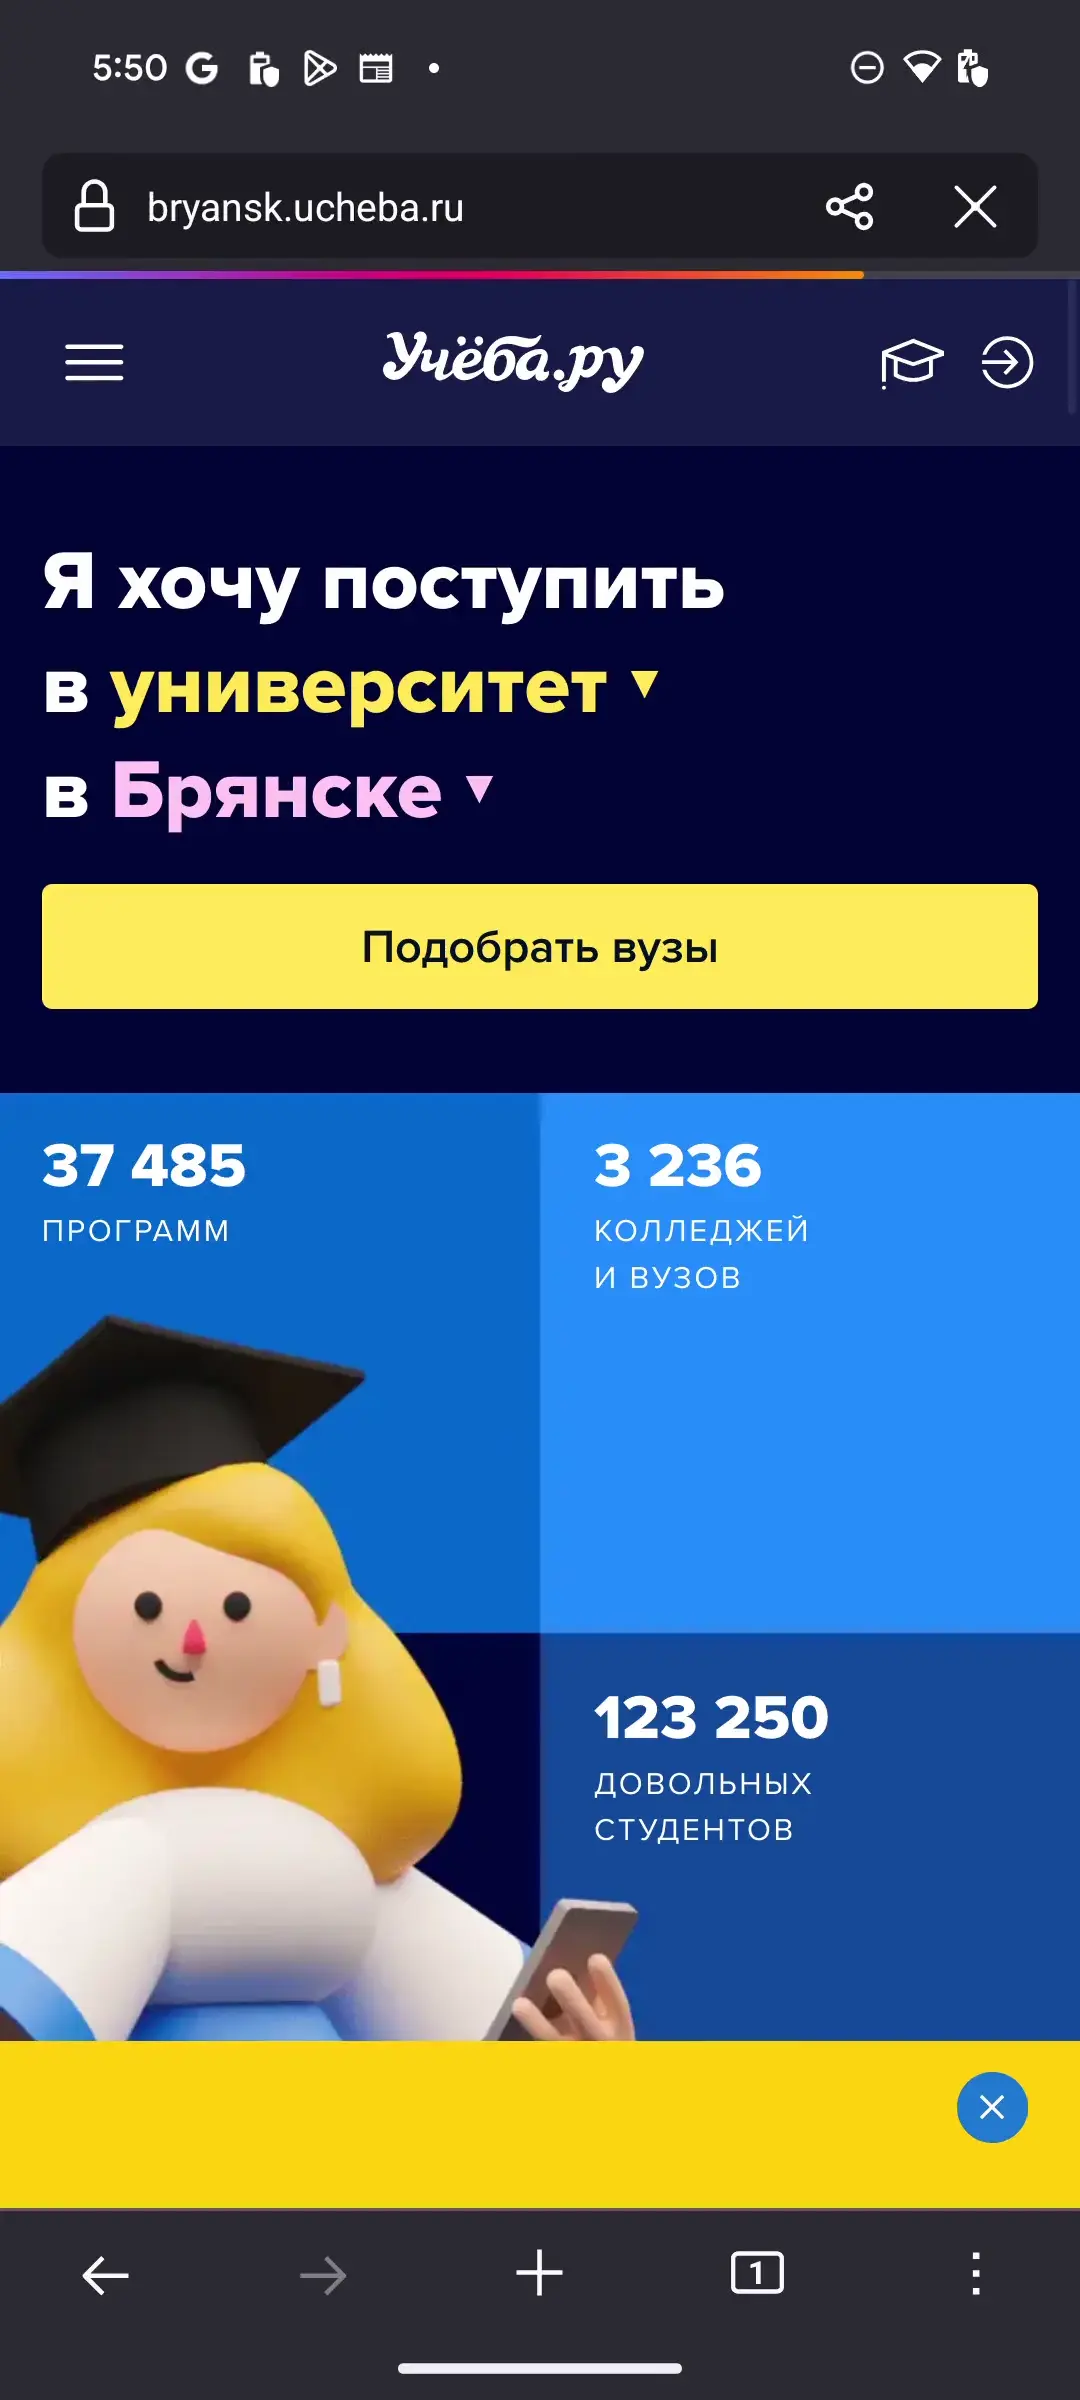 5:50
bryansk.ucheba.ru
Учёба.ру
Я хочу поступить
в университет
в Брянске
Подобрать вузы
37 485
ПРОГРАММ
3 236
КОЛЛЕДЖЕЙ
И ВУЗОВ
123 250
ДОВОЛЬНЫХ
СТУДЕНТОВ
1